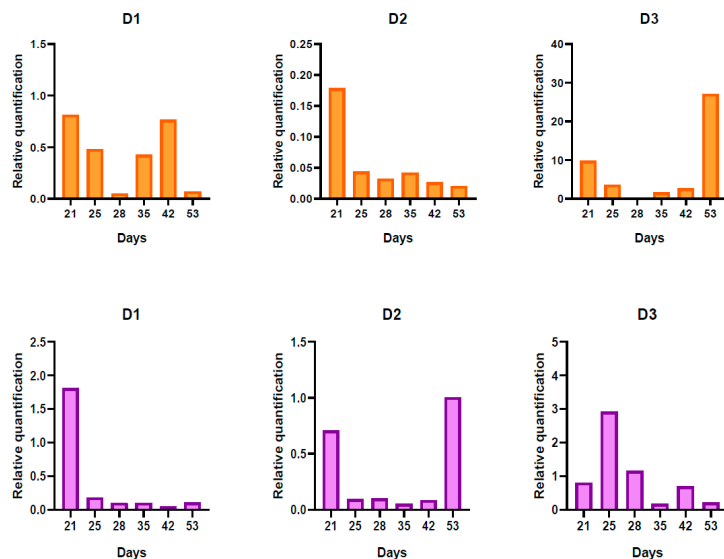 D1
Relative quantification
1.5
1.0
0.5
0.0
21 25 28 35 42 53
Days
D2
Relative quantification
0.25
0.20
0.15
0.10
0.05
0.00
21 25 28 35 42 53
Days
D3
Relative quantification
40
30
20
10
0
21 25 28 35 42 53
Days
D1
Relative quantification
2.5
2.0
1.5
1.0
0.5
0.0
21 25 28 35 42 53
Days
D2
Relative quantification
1.5
1.0
0.5
0.0
21 25 28 35 42 53
Days
D3
Relative quantification
5
4
3
2
1
0
21 25 28 35 42 53
Days